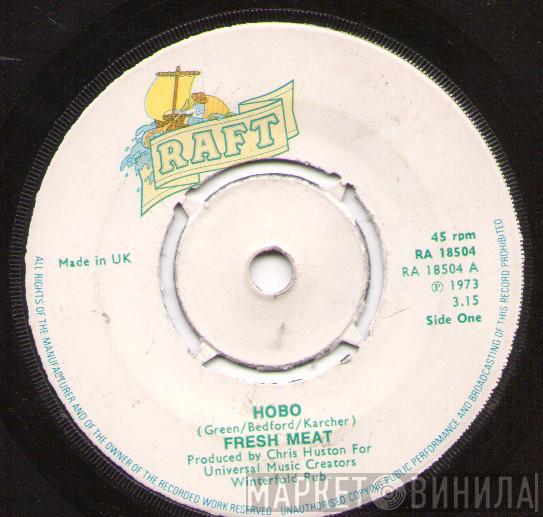 RAFT
Made in UK
45 rpm
RA 18504
RA 18504 A
℗ 1973
3.15
Side One
HOBO
(Green/Bedford/Karcher)
FRESH MEAT
Produced by Chris Huston For
Universal Music Creators
Winterfold Pub.
ALL RIGHTS OF THE MANUFACTURER AND OF THE OWNER OF THE RECORDED WORK RESERVED! UNAUTHORISED COPYING PUBLIC PERFORMANCE AND BROADCASTING OF THIS RECORD PROHIBITED
МАРКЕТ ВИНИЛА